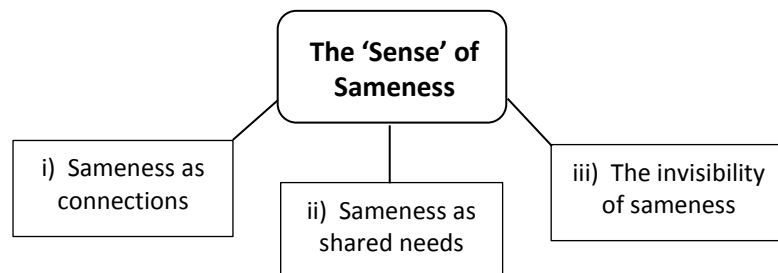 The ‘Sense’ of
Sameness
i) Sameness as
connections
ii) Sameness as
shared needs
iii) The invisibility
of sameness